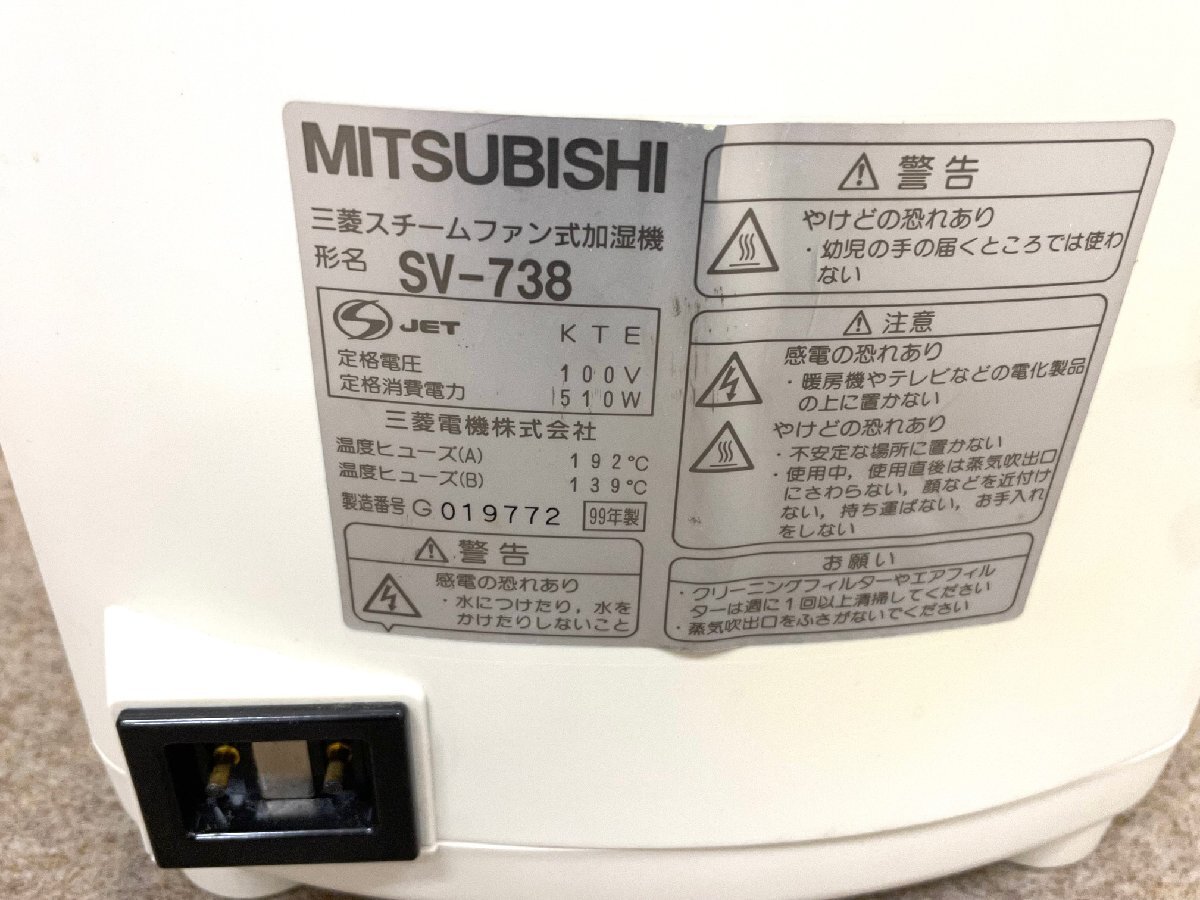 MITSUBISHI
三菱スチームファン式加湿機
形名 SV-738
JET KTE
定格電圧 100V
定格消費電力 510W
三菱電機株式会社
温度ヒューズ(A) 192℃
温度ヒューズ(B) 139℃
製造番号 G 019772 99年製
警告
感電の恐れあり
・水につけたり，水を
かけたりしないこと
警告
やけどの恐れあり
・幼児の手の届くところでは使わ
ない
注意
感電の恐れあり
・暖房機やテレビなどの電化製品
の上に置かない
やけどの恐れあり
・不安定な場所に置かない
・使用中，使用直後は蒸気吹出口
にさわらない，顔などを近付け
ない，持ち運ばない，お手入れ
をしない
お願い
・クリーニングフィルターやエアフィル
ターは週に1回以上清掃してください
・蒸気吹出口をふさがないでください